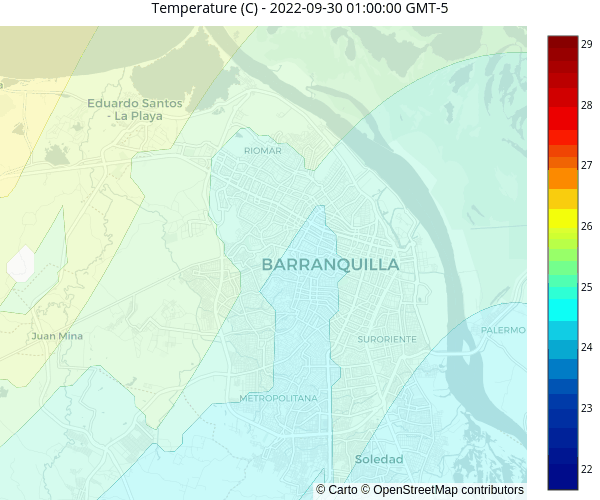 Temperature (C) - 2022-09-30 01:00:00 GMT-5
29
28
27
26
25
24
23
22
Eduardo Santos
- La Playa
RIOMAR
BARRANQUILLA
Juan Mina
SURORIENTE
PALERMO
METROPOLITANA
Soledad
© Carto © OpenStreetMap contributors